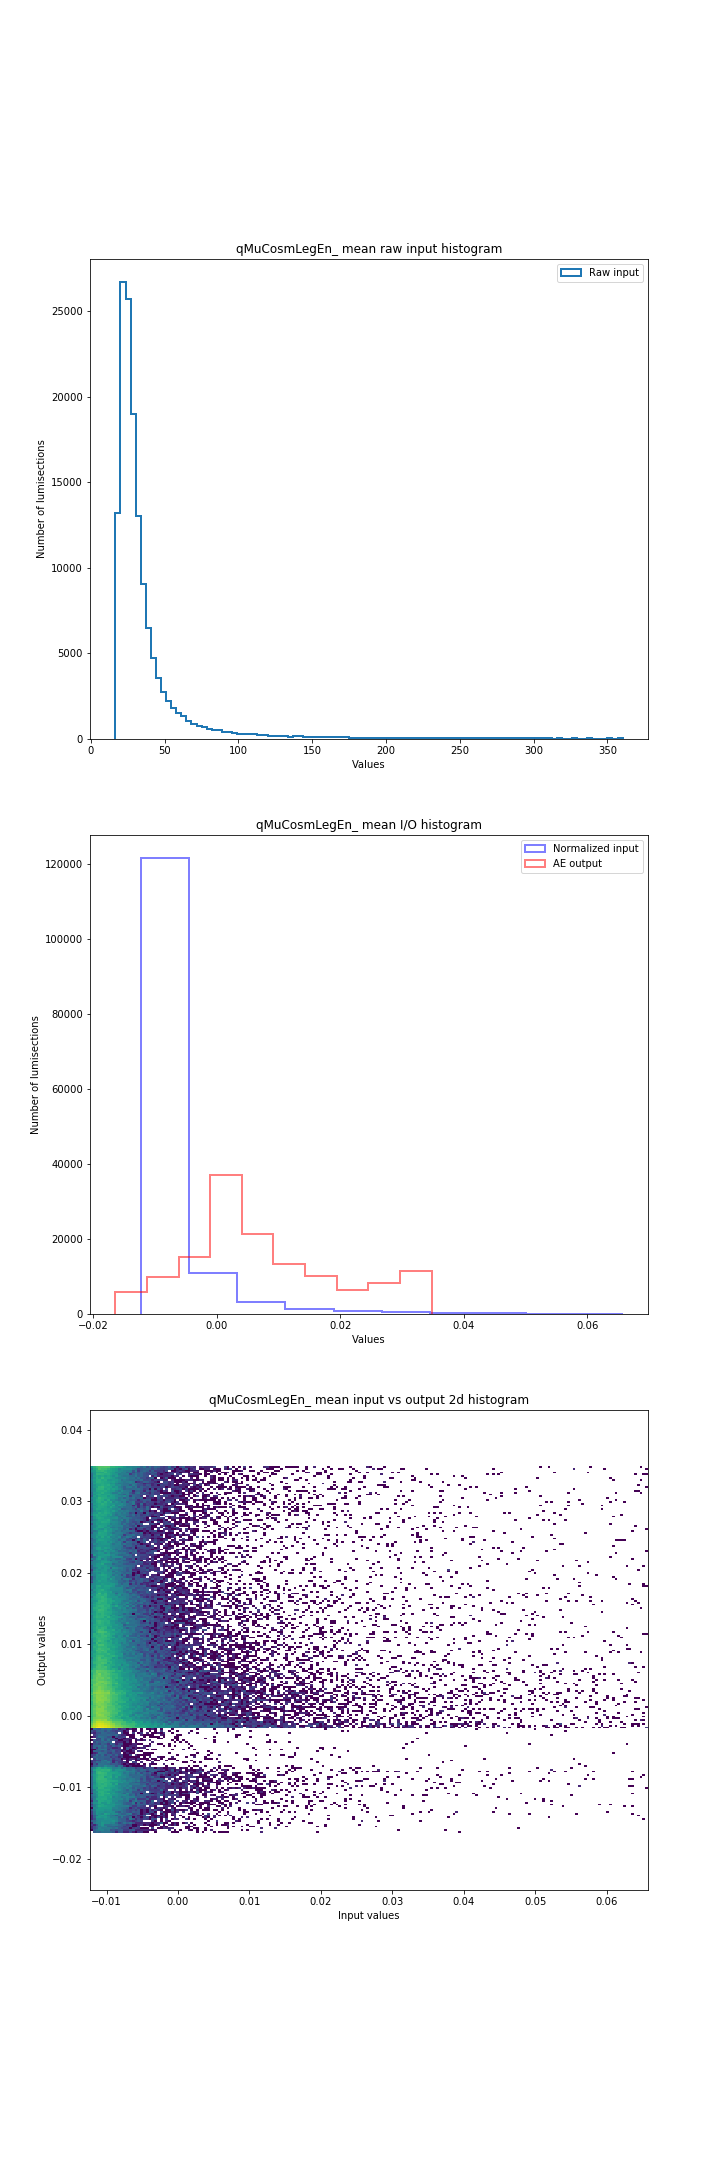 qMuCosmLegEn_ mean raw input histogram
Raw input
25000
20000
15000
10000
5000
0
Number of lumisections
0 50 100 150 200 250 300 350
Values
qMuCosmLegEn_ mean I/O histogram
Normalized input
AE output
120000
100000
80000
60000
40000
20000
0
Number of lumisections
−0.02 0.00 0.02 0.04 0.06
Values
qMuCosmLegEn_ mean input vs output 2d histogram
0.04
0.03
0.02
0.01
0.00
−0.01
−0.02
Output values
−0.01 0.00 0.01 0.02 0.03 0.04 0.05 0.06
Input values